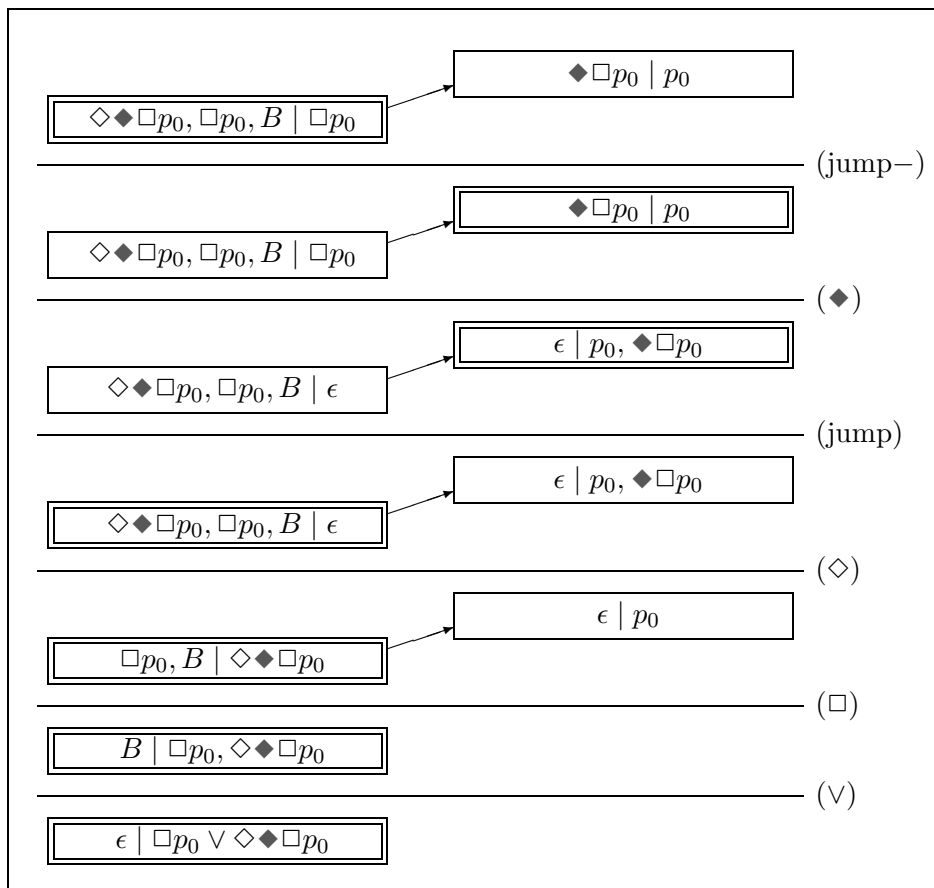 ◆□p₀ | p₀
◇◆□p₀, □p₀, B | □p₀
(jump−)
◆□p₀ | p₀
◇◆□p₀, □p₀, B | □p₀
(◆)
ϵ | p₀, ◆□p₀
◇◆□p₀, □p₀, B | ϵ
(jump)
ϵ | p₀, ◆□p₀
◇◆□p₀, □p₀, B | ϵ
(◇)
ϵ | p₀
□p₀, B | ◇◆□p₀
(□)
B | □p₀, ◇◆□p₀
(∨)
ϵ | □p₀ ∨ ◇◆□p₀